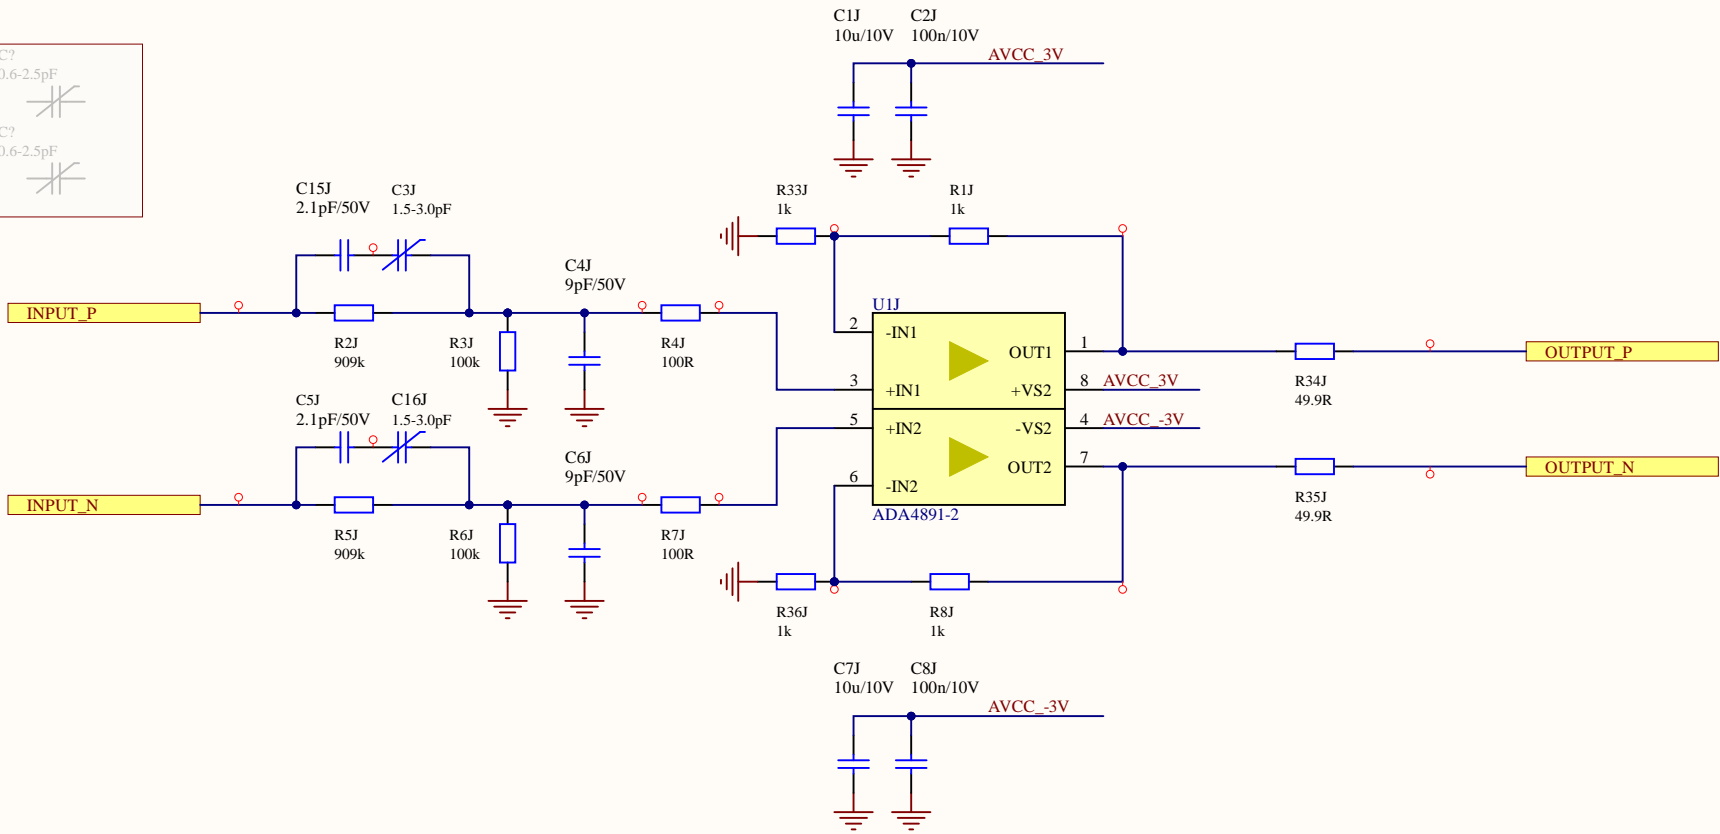 C1J
10u/10V
C2J
100n/10V
AVCC_3V
C?
0.6-2.5pF
C?
0.6-2.5pF
C15J
2.1pF/50V
C3J
1.5-3.0pF
R33J
1k
R1J
1k
C4J
9pF/50V
INPUT_P
R2J
909k
R3J
100k
R4J
100R
U1J
2
-IN1
3
+IN1
OUT1
1
+VS2
8
AVCC_3V
5
+IN2
-VS2
4
AVCC_-3V
OUT2
7
6
-IN2
ADA4891-2
R34J
49.9R
OUTPUT_P
C5J
2.1pF/50V
C16J
1.5-3.0pF
C6J
9pF/50V
INPUT_N
R5J
909k
R6J
100k
R7J
100R
R35J
49.9R
OUTPUT_N
R36J
1k
R8J
1k
C7J
10u/10V
C8J
100n/10V
AVCC_-3V